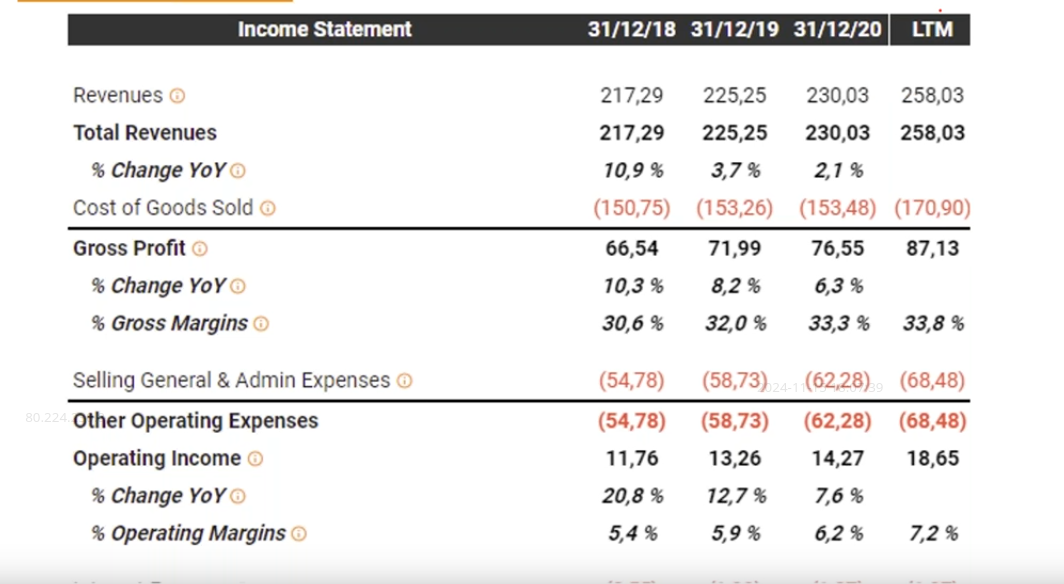 Income Statement 31/12/18 31/12/19 31/12/20 LTM
Revenues 217,29 225,25 230,03 258,03
Total Revenues 217,29 225,25 230,03 258,03
% Change YoY 10,9 % 3,7 % 2,1 %
Cost of Goods Sold (150,75) (153,26) (153,48) (170,90)
Gross Profit 66,54 71,99 76,55 87,13
% Change YoY 10,3 % 8,2 % 6,3 %
% Gross Margins 30,6 % 32,0 % 33,3 % 33,8 %
Selling General & Admin Expenses (54,78) (58,73) (62,28) (68,48)
Other Operating Expenses (54,78) (58,73) (62,28) (68,48)
Operating Income 11,76 13,26 14,27 18,65
% Change YoY 20,8 % 12,7 % 7,6 %
% Operating Margins 5,4 % 5,9 % 6,2 % 7,2 %